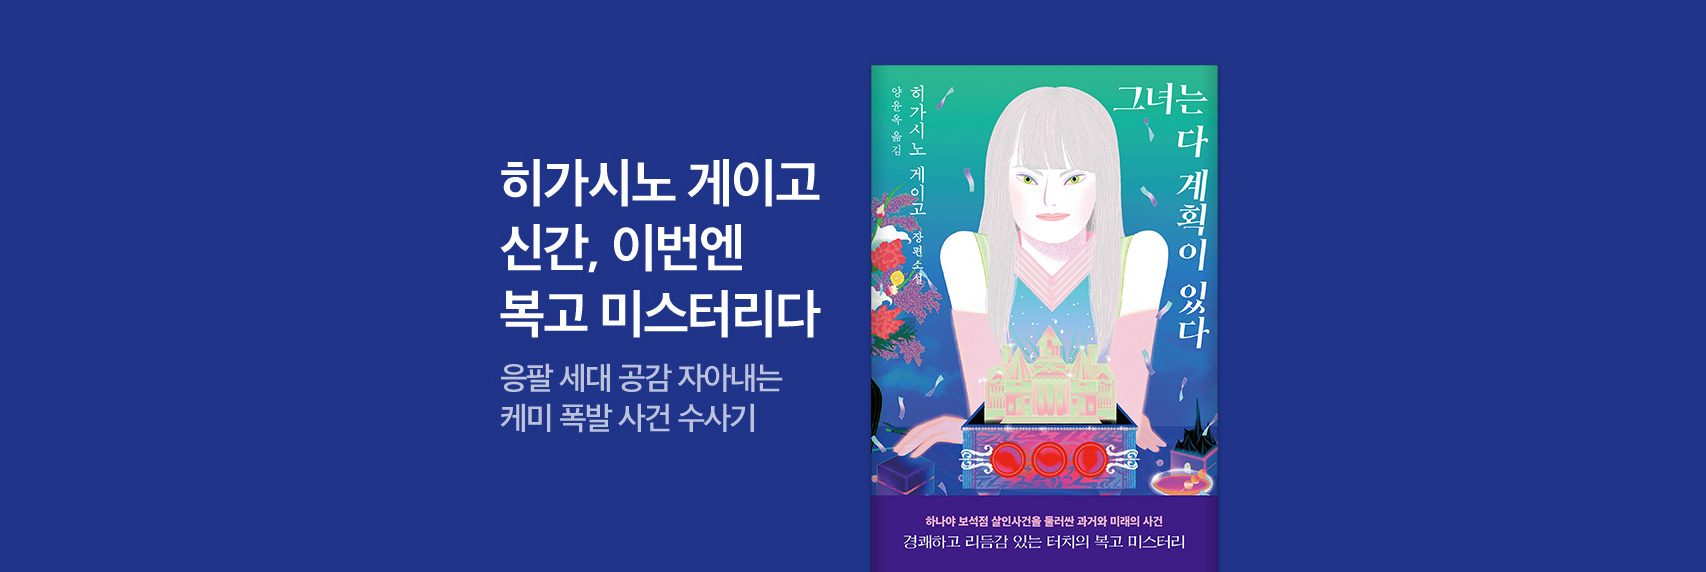 히가시노 게이고
신간, 이번엔
복고 미스터리다
응팔 세대 공감 자아내는
케미 폭발 사건 수사기
그녀는
다
계획이
있다
히가시노 게이고 장편소설
양윤옥 옮김
하나야 보석점 살인사건을 둘러싼 과거와 미래의 사건
경쾌하고 리듬감 있는 터치의 복고 미스터리